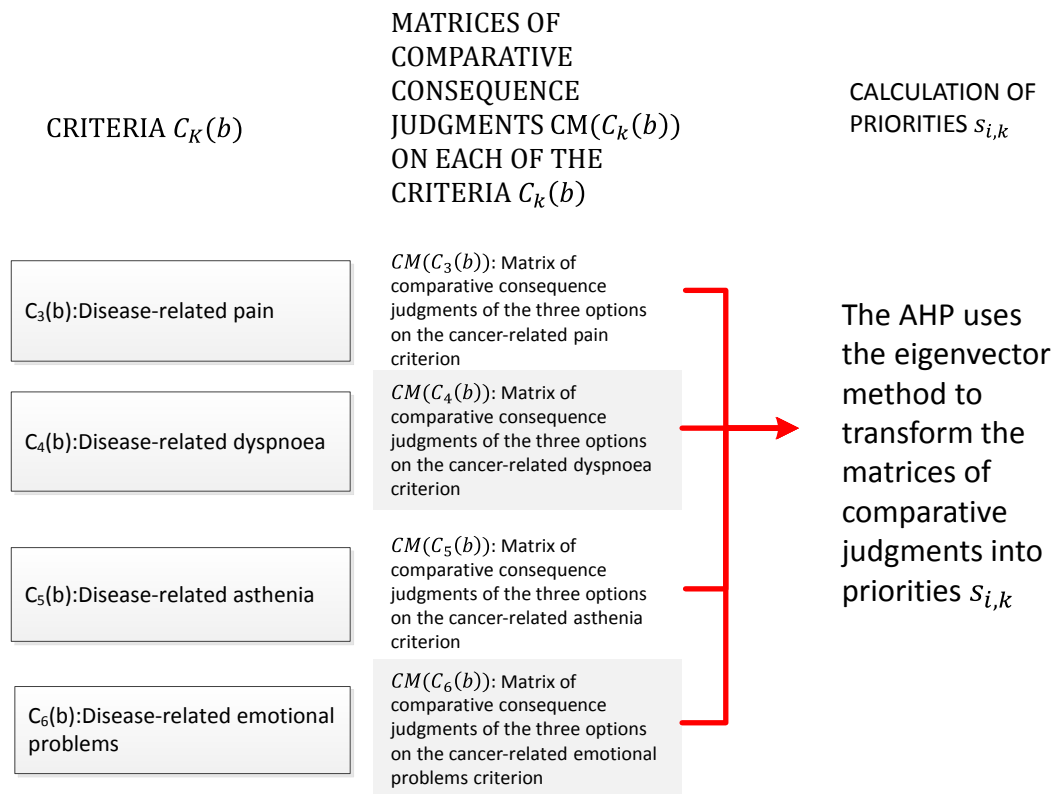 CRITERIA C_K(b)
MATRICES OF
COMPARATIVE
CONSEQUENCE
JUDGMENTS CM(C_k(b))
ON EACH OF THE
CRITERIA C_k(b)
CALCULATION OF
PRIORITIES s_{i,k}
C₃(b):Disease-related pain
CM(C₃(b)): Matrix of
comparative consequence
judgments of the three options
on the cancer-related pain
criterion
C₄(b):Disease-related dyspnoea
CM(C₄(b)): Matrix of
comparative consequence
judgments of the three options
on the cancer-related dyspnoea
criterion
C₅(b):Disease-related asthenia
CM(C₅(b)): Matrix of
comparative consequence
judgments of the three options
on the cancer-related asthenia
criterion
C₆(b):Disease-related emotional
problems
CM(C₆(b)): Matrix of
comparative consequence
judgments of the three options
on the cancer-related emotional
problems criterion
The AHP uses
the eigenvector
method to
transform the
matrices of
comparative
judgments into
priorities s_{i,k}